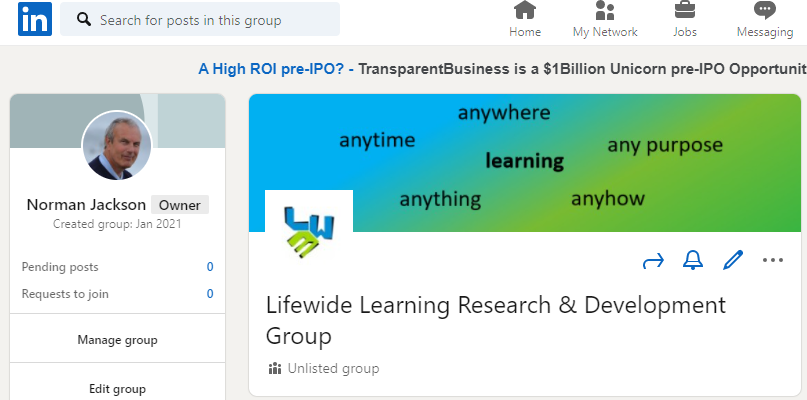 in
Search for posts in this group
Home
My Network
Jobs
Messaging
A High ROI pre-IPO? - TransparentBusiness is a $1Billion Unicorn pre-IPO Opportunit
Norman Jackson Owner
Created group: Jan 2021
Pending posts 0
Requests to join 0
Manage group
Edit group
anywhere
anytime
any purpose
learning
anything
anyhow
LWE
Lifewide Learning Research & Development
Group
Unlisted group